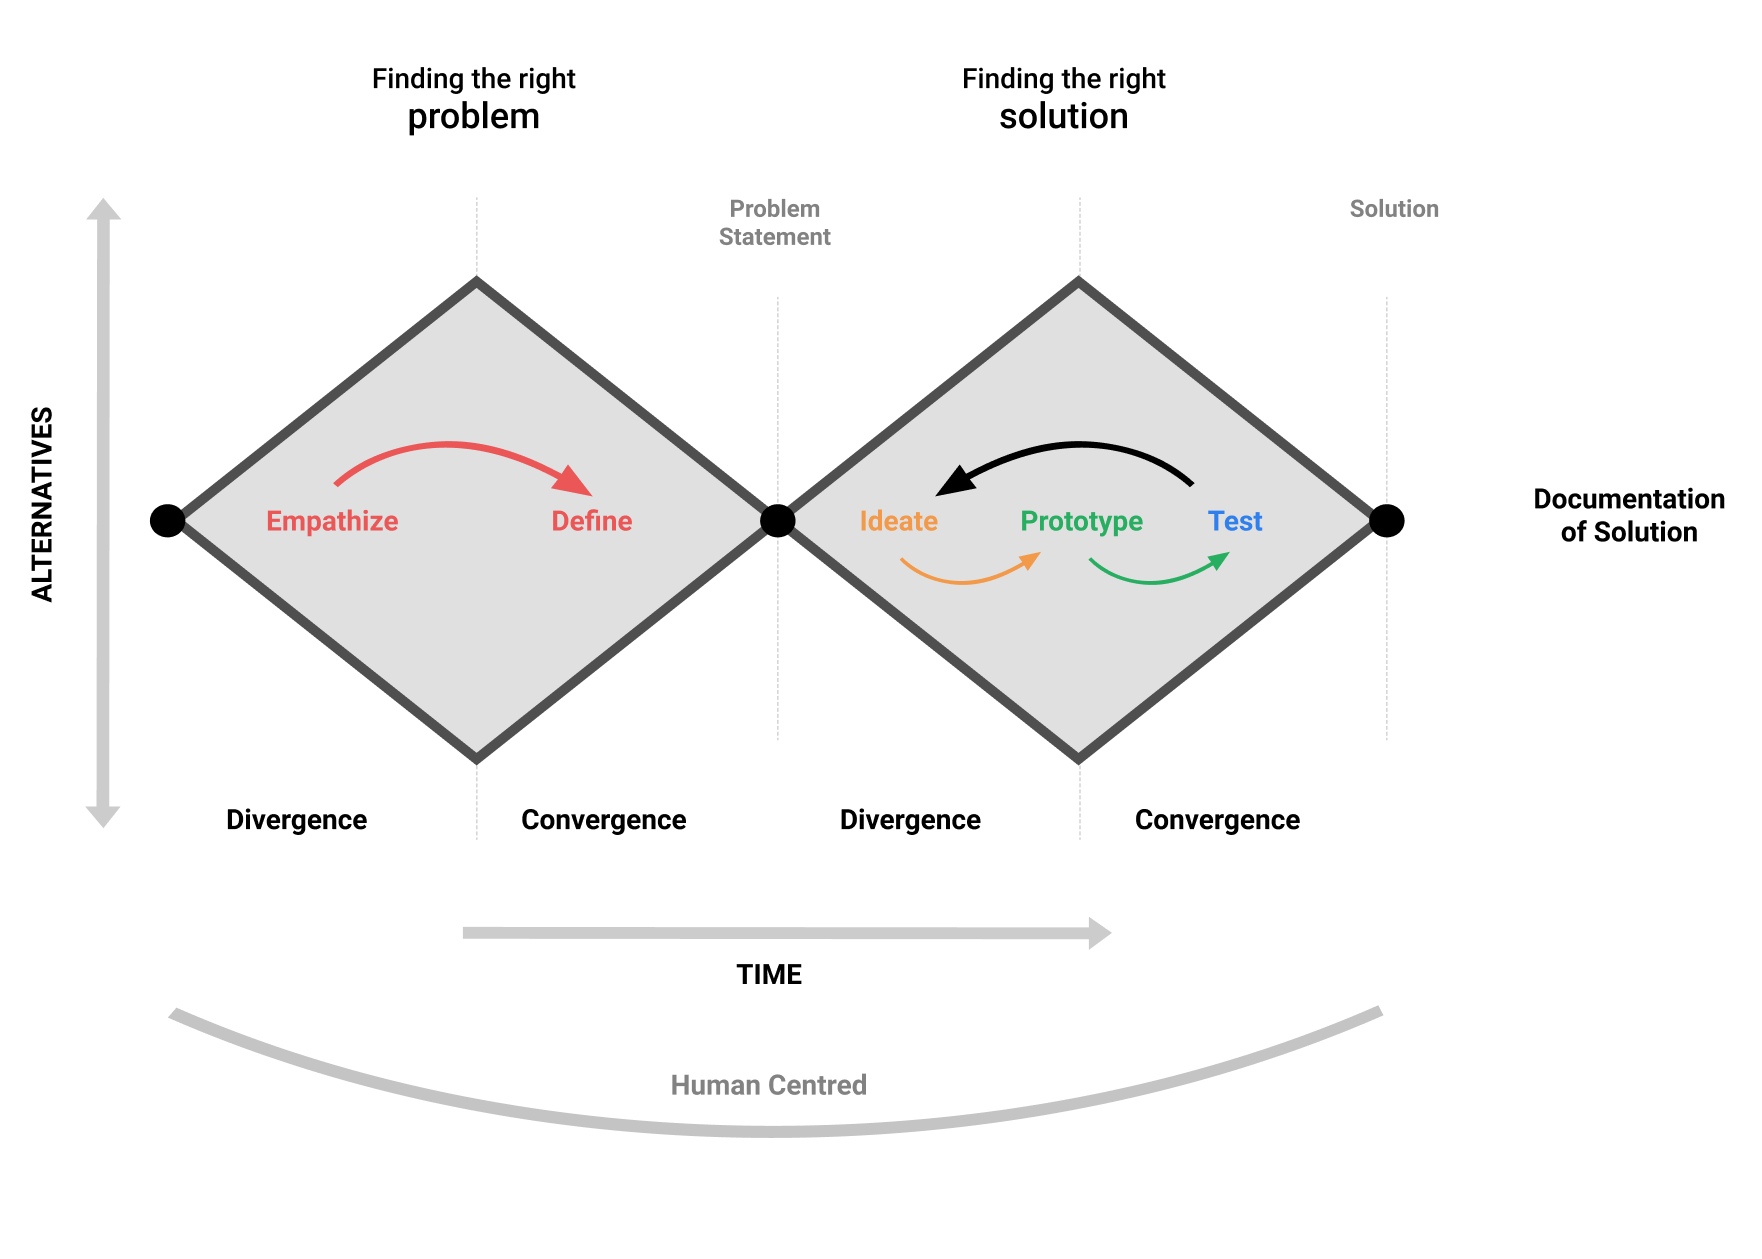 Finding the right
problem
Finding the right
solution
Problem
Statement
Solution
ALTERNATIVES
Empathize
Define
Ideate
Prototype
Test
Documentation
of Solution
Divergence
Convergence
Divergence
Convergence
TIME
Human Centred